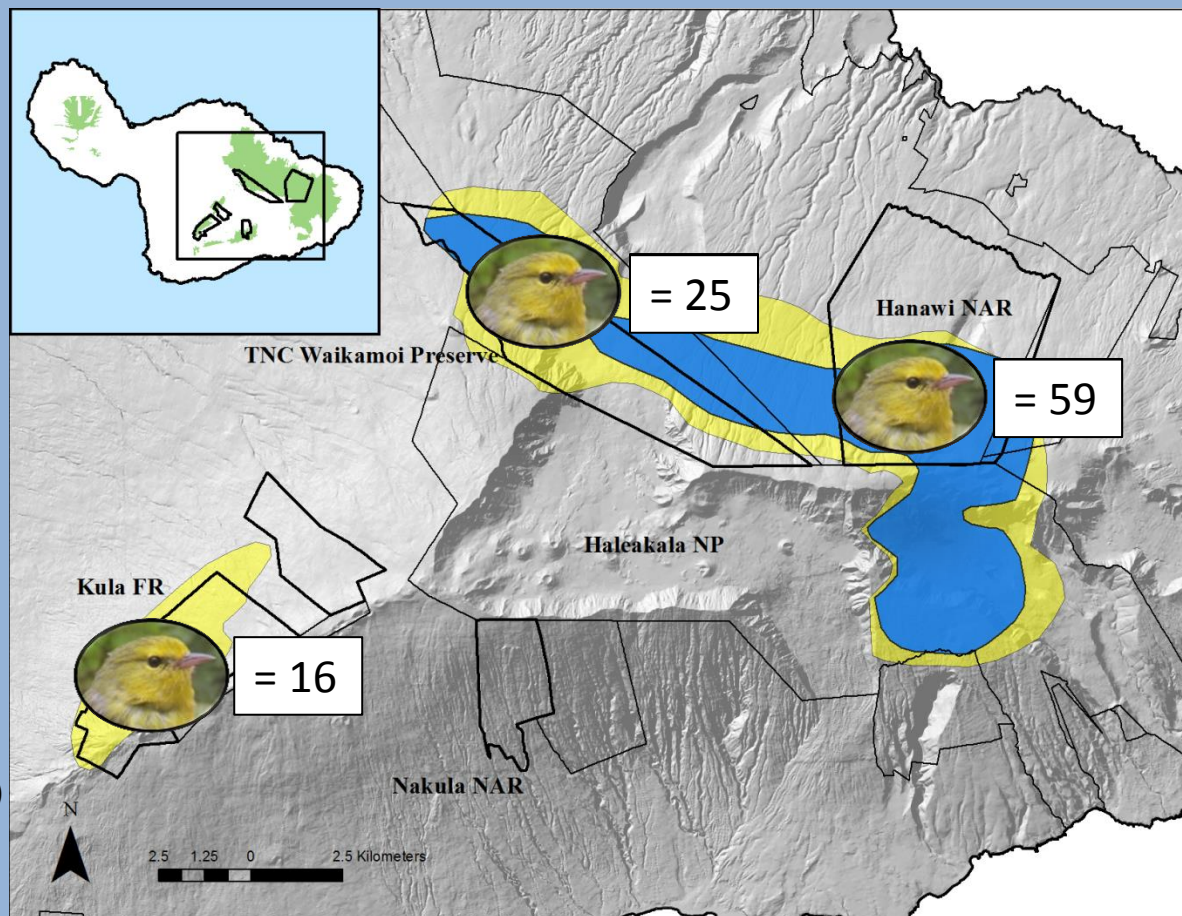 = 25
Hanawi NAR
TNC Waikamoi Preserve
= 59
Haleakala NP
Kula FR
= 16
Nakula NAR
)
N
2.5 1.25 0 2.5 Kilometers